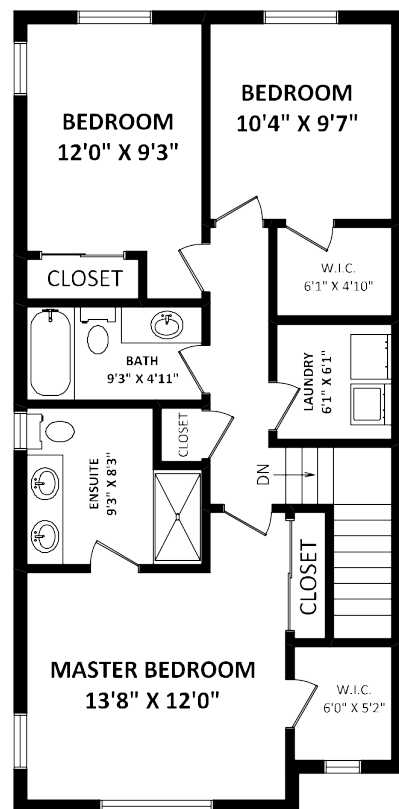 BEDROOM
12'0" X 9'3"
BEDROOM
10'4" X 9'7"
CLOSET
W.I.C.
6'1" X 4'10"
BATH
9'3" X 4'11"
LAUNDRY
6'1" X 6'1"
CLOSET
ENSUITE
9'3" X 8'3"
DN
CLOSET
MASTER BEDROOM
13'8" X 12'0"
W.I.C.
6'0" X 5'2"